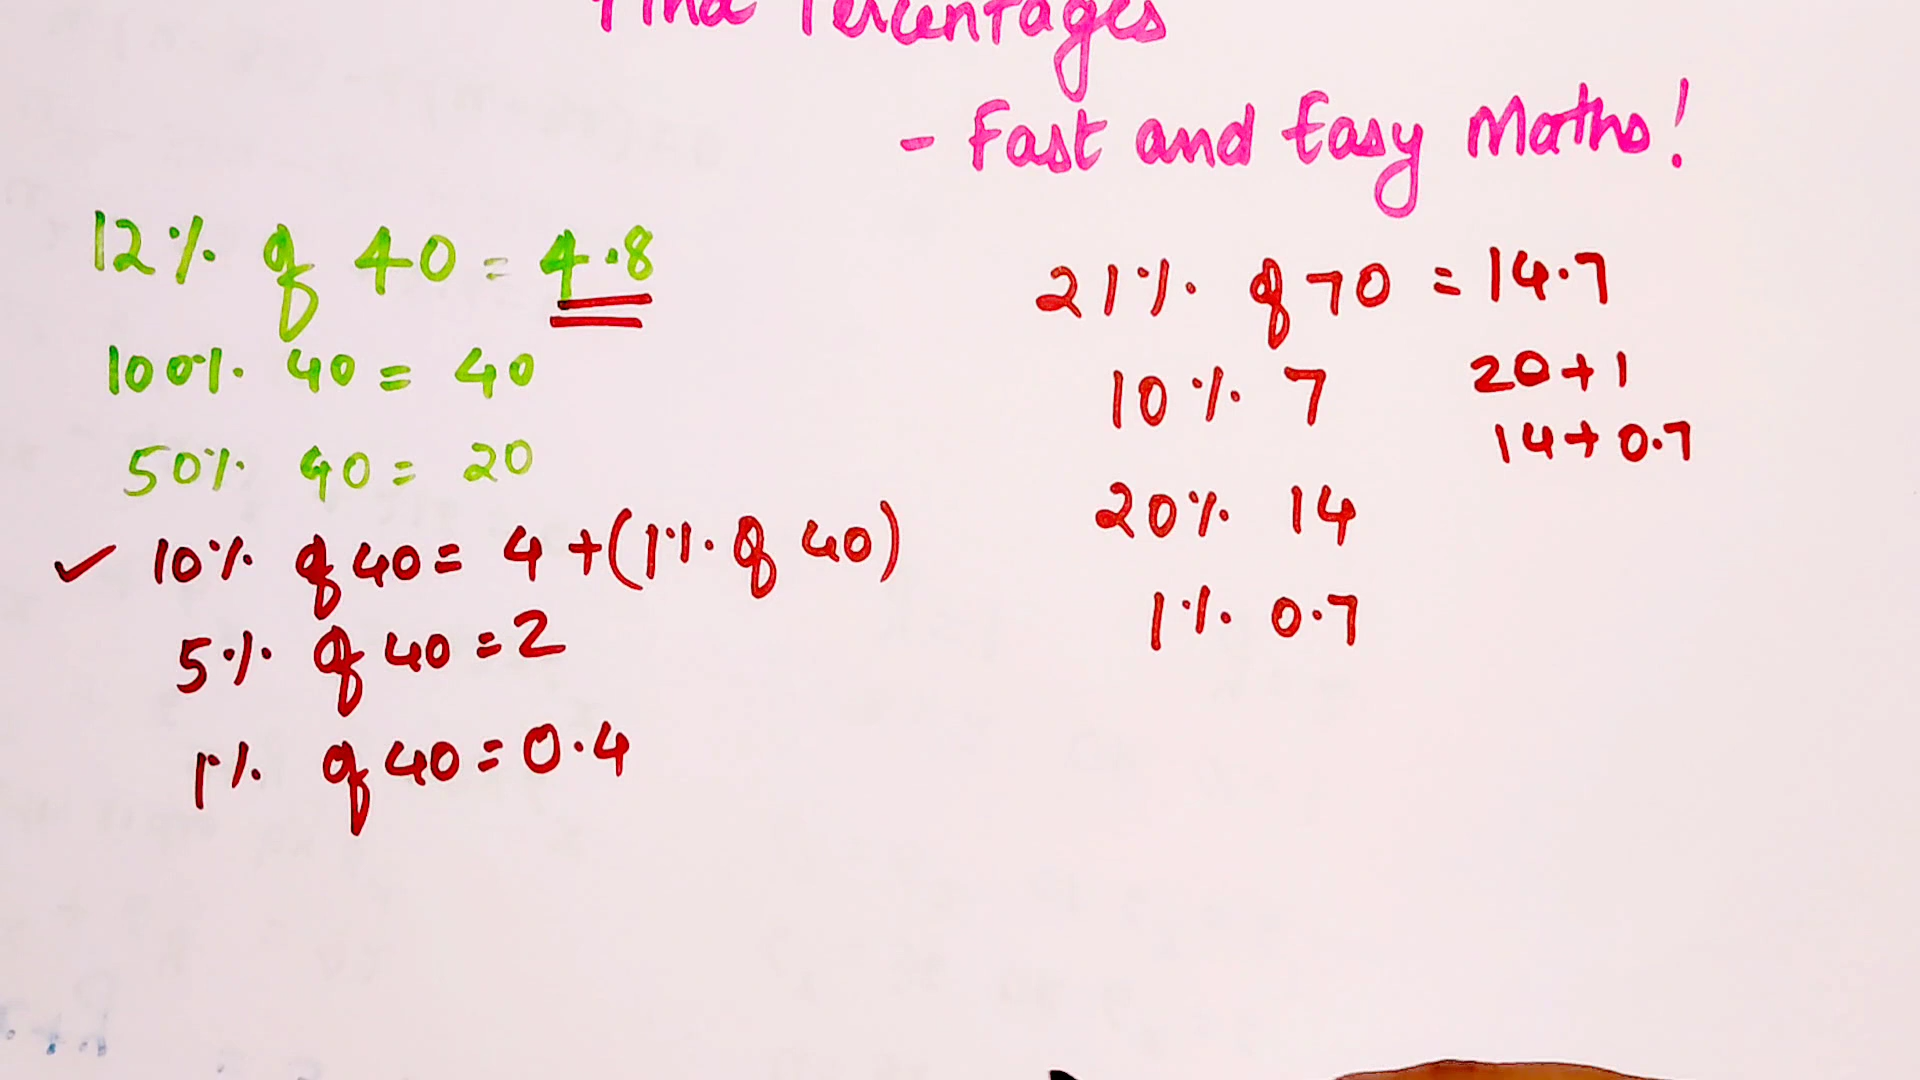 Find Percentages
- Fast and Easy Maths!
12% of 40 = 4.8
100% 40 = 40
50% 40 = 20
✓ 10% of 40 = 4 + (1% of 40)
5% of 40 = 2
1% of 40 = 0.4
21% of 70 = 14.7
10% 7 20 + 1
14 + 0.7
20% 14
1% 0.7